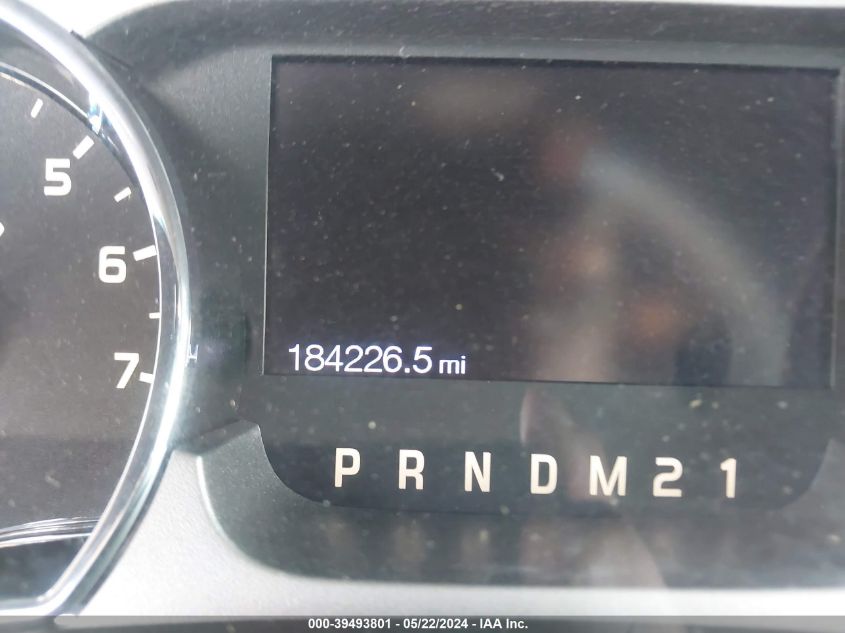 5
6
7
184226.5 mi
P R N D M 2 1
000-39493801 - 05/22/2024 - IAA Inc.